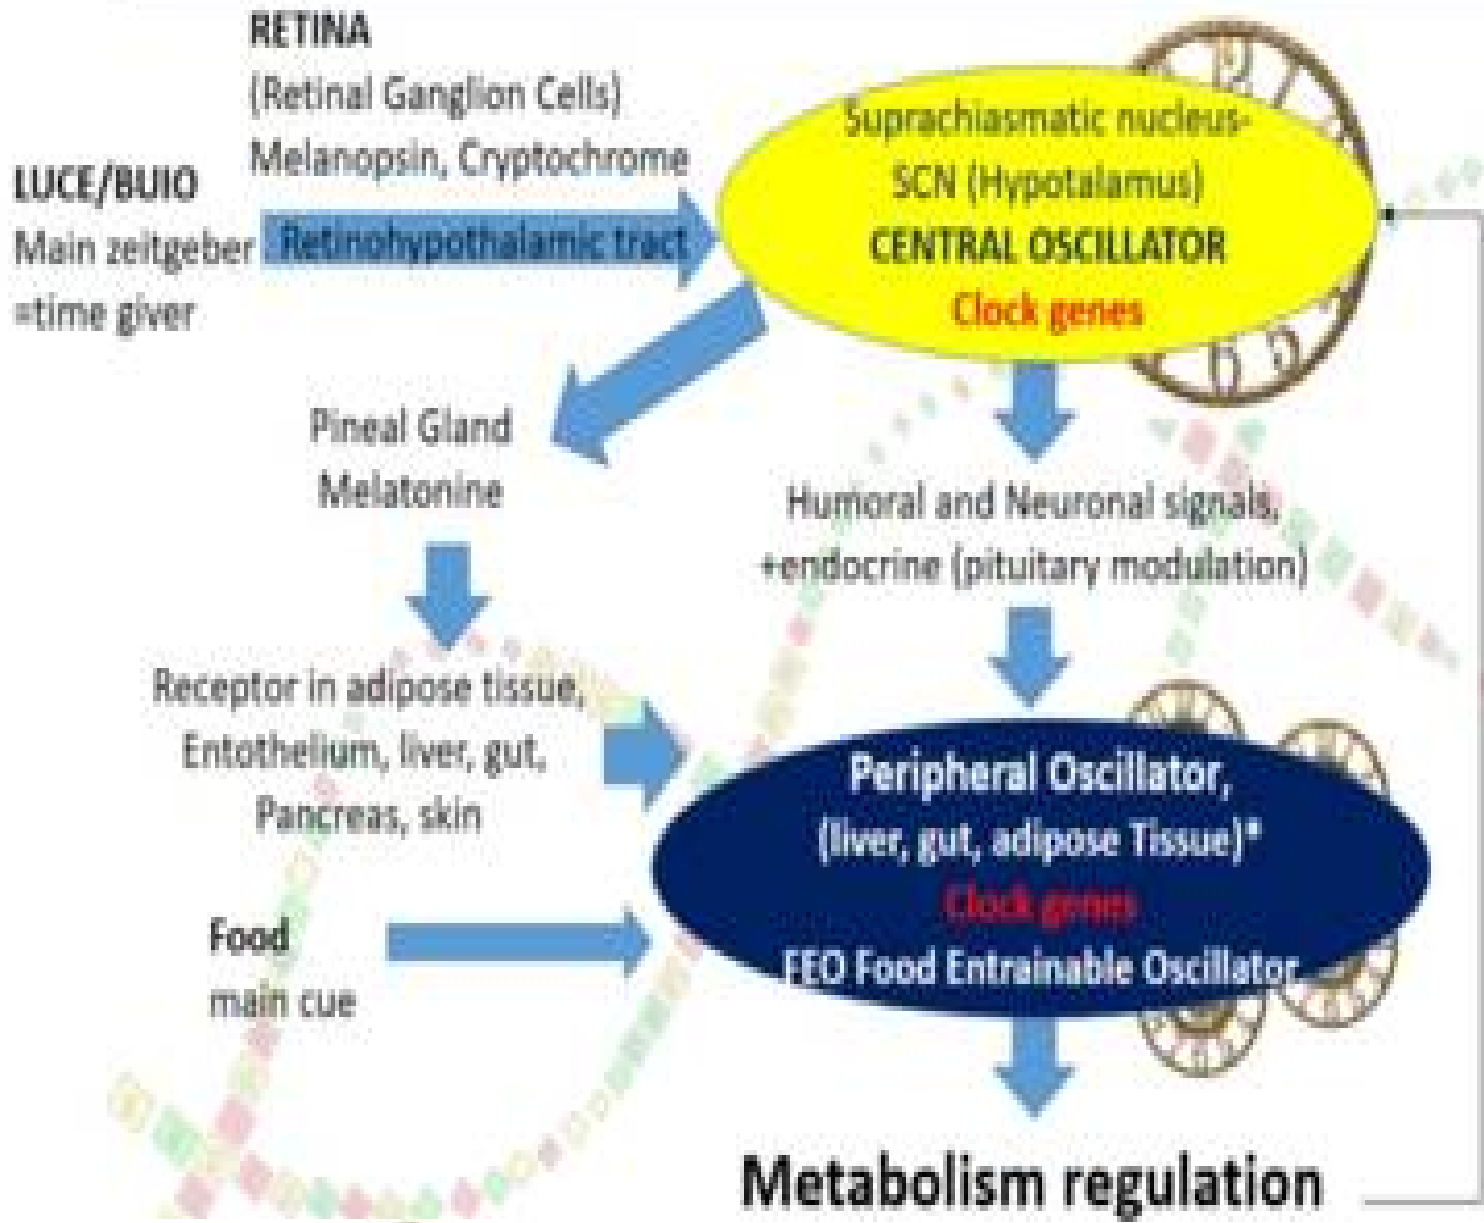 RETINA
(Retinal Ganglion Cells)
Melanopsin, Cryptochrome
LUCE/BUIO
Main zeitgeber
=time giver
Retinohypothalamic tract
Suprachiasmatic nucleus-
SCN (Hypotalamus)
CENTRAL OSCILLATOR
Clock genes
Pineal Gland
Melatonine
Humoral and Neuronal signals,
+endocrine (pituitary modulation)
Receptor in adipose tissue,
Entothelium, liver, gut,
Pancreas, skin
Peripheral Oscillator,
(liver, gut, adipose Tissue)*
Clock genes
FEO Food Entrainable Oscillator
Food
main cue
Metabolism regulation